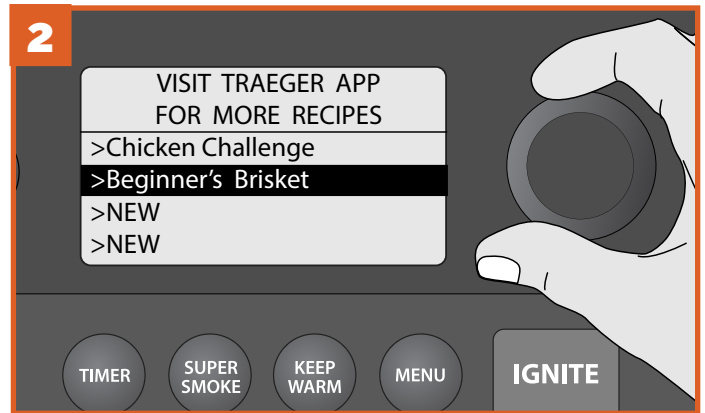 2
VISIT TRAEGER APP
FOR MORE RECIPES
>Chicken Challenge
>Beginner's Brisket
>NEW
>NEW
TIMER
SUPER
SMOKE
KEEP
WARM
MENU
IGNITE